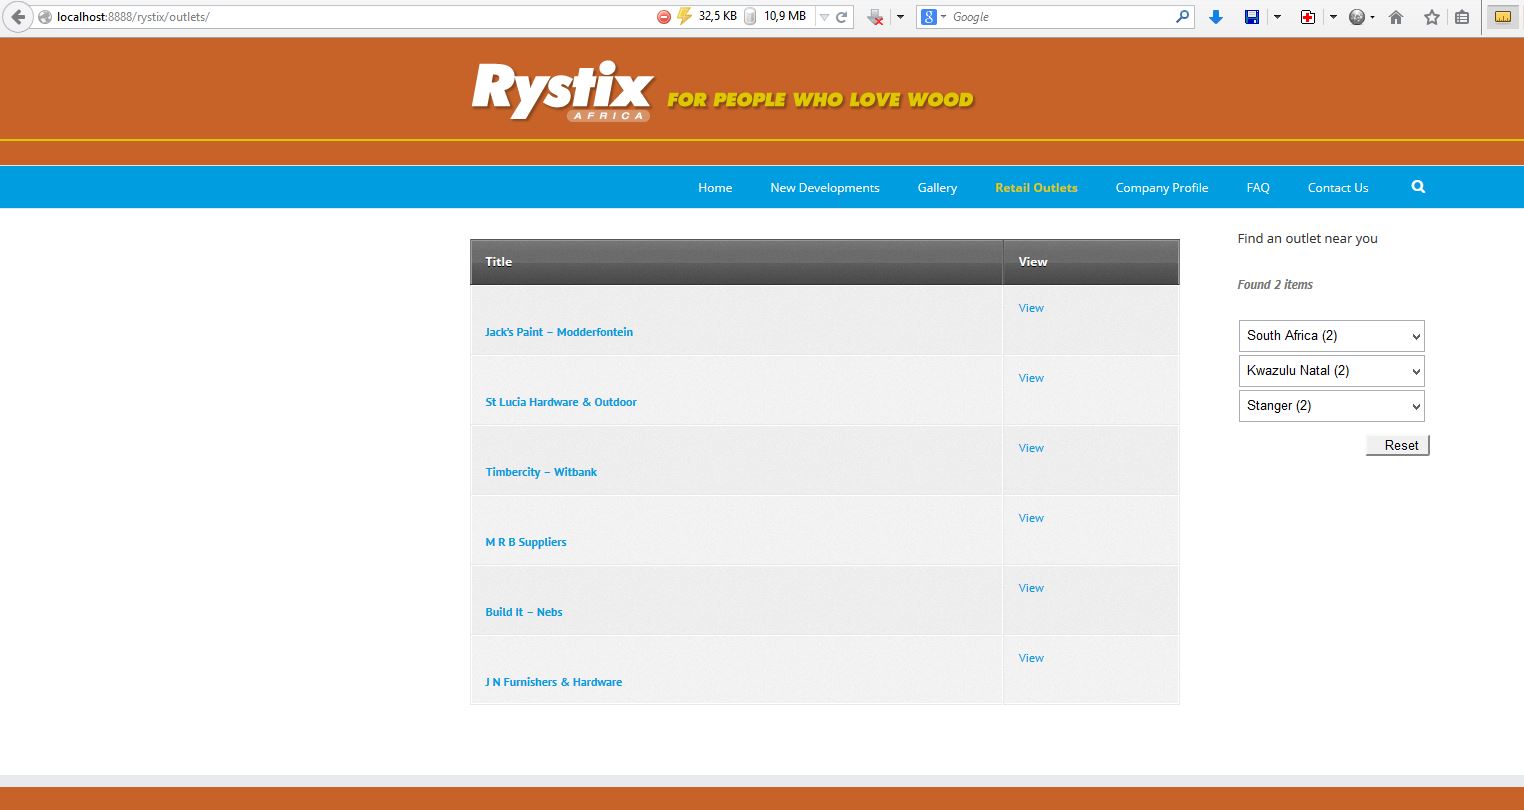 localhost:8888/rystix/outlets/ 32,5 KB 10,9 MB Google
Rystix FOR PEOPLE WHO LOVE WOOD
AFRICA
Home New Developments Gallery Retail Outlets Company Profile FAQ Contact Us
Find an outlet near you
Title View
Found 2 items
View
Jack's Paint – Modderfontein
South Africa (2)
Kwazulu Natal (2)
View
St Lucia Hardware & Outdoor
Stanger (2)
Reset
View
Timbercity – Witbank
View
M R B Suppliers
View
Build It – Nebs
View
J N Furnishers & Hardware